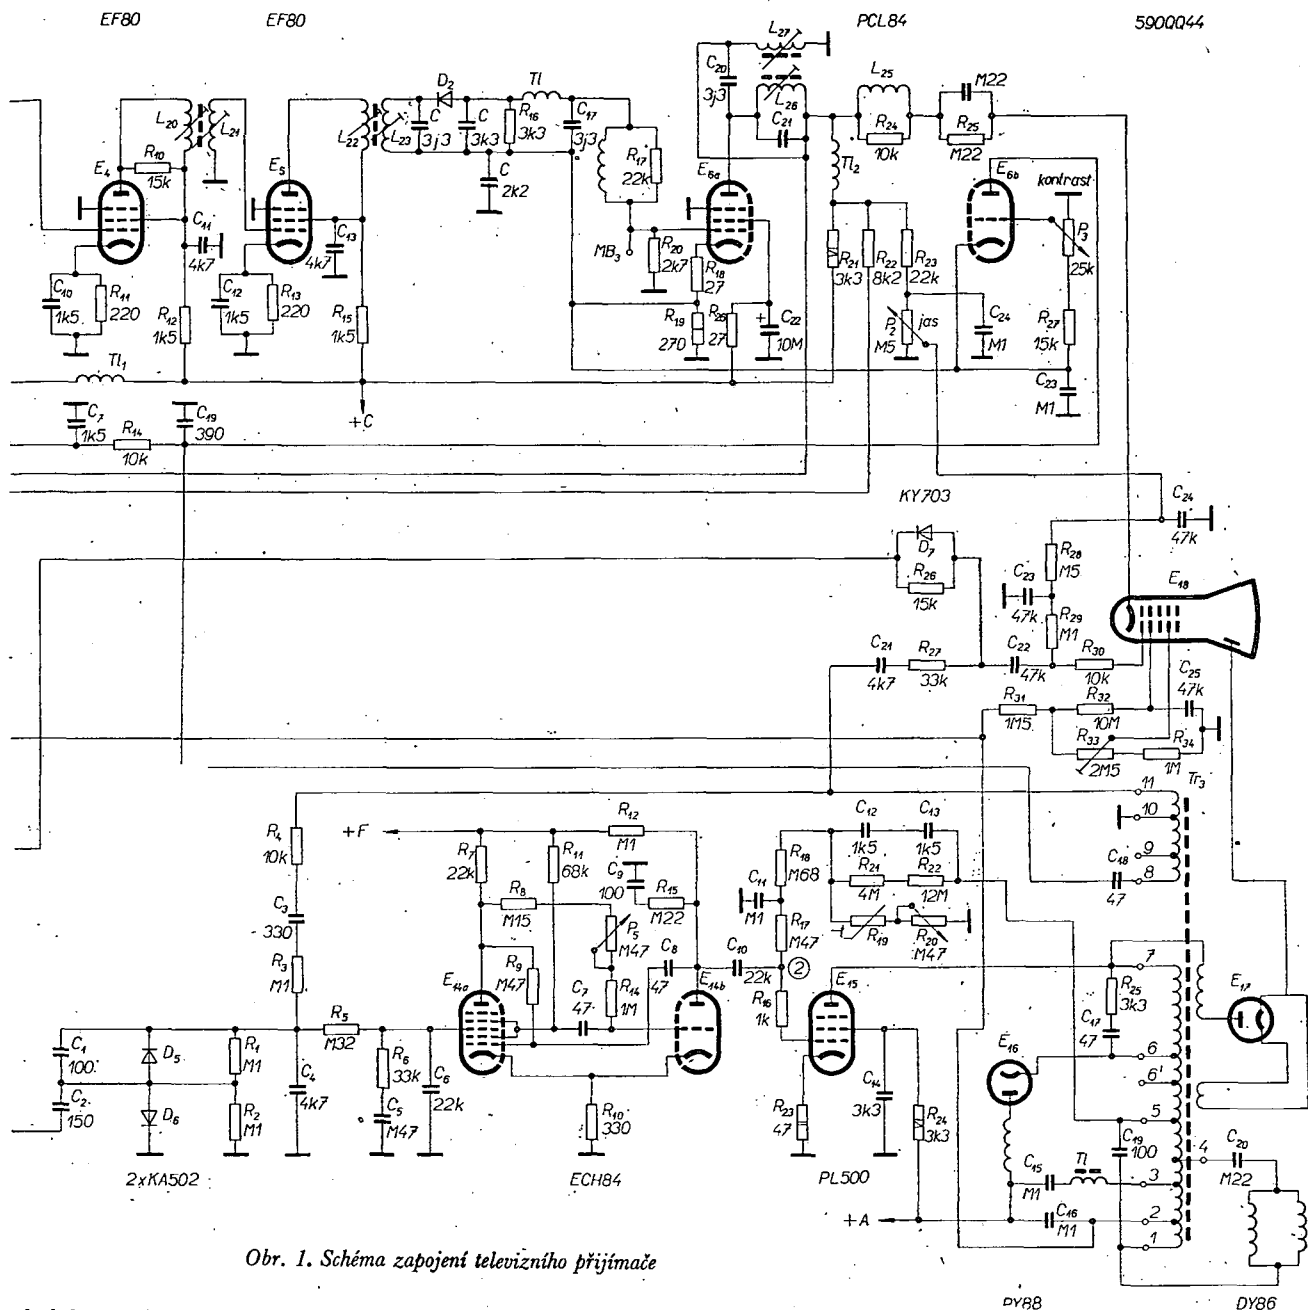 EF80
EF80
PCL84
590QQ44
L27
C20
3j3
L26
C21
L25
M22
R24
10k
R25
M22
D2
Tl
L20
L21
L22
L23
C
3j3
C
3k3
R16
3k3
C17
3j3
R10
15k
E4
E5
C
2k2
R17
22k
E6a
Tl2
E6b
kontrast
P3
25k
C11
4k7
C13
4k7
MB3
R20
2k7
R18
27
R21
3k3
R22
8k2
R23
22k
C10
1k5
R11
220
C12
1k5
R13
220
R12
1k5
R15
1k5
R19
270
R26
27
+
C22
10M
P2
M5
jas
C24
M1
R27
15k
C23
M1
Tl1
+C
C7
1k5
R14
10k
C19
390
KY703
D7
R26
15k
C24
47k
R28
M5
C23
47k
R29
M1
E18
C21
4k7
R27
33k
C22
47k
R30
10k
C25
47k
R31
1M5
R32
10M
R33
2M5
R34
1M
Tr3
11
10
9
8
R4
10k
+F
R12
M1
R7
22k
R11
68k
C9
100
R15
M22
R8
M15
P5
M47
C12
1k5
C13
1k5
R18
M68
R21
4M
R22
12M
C11
M1
R17
M47
R19
R20
M47
C18
47
C3
330
R3
M1
E14a
R9
M47
C7
47
R14
1M
C8
47
E14b
C10
22k
2
R16
1k
E15
7
R25
3k3
C17
47
E17
E16
6
6'
5
C1
100
D5
R1
M1
R5
M32
R6
33k
C6
22k
C2
150
D6
R2
M1
C4
4k7
C5
M47
R10
330
R23
47
C14
3k3
R24
3k3
C19
100
4
C20
M22
C15
M1
Tl
3
2xKA502
ECH84
PL500
+A
C16
M1
2
1
Obr. 1. Schéma zapojení televizního přijímače
PY88
DY86